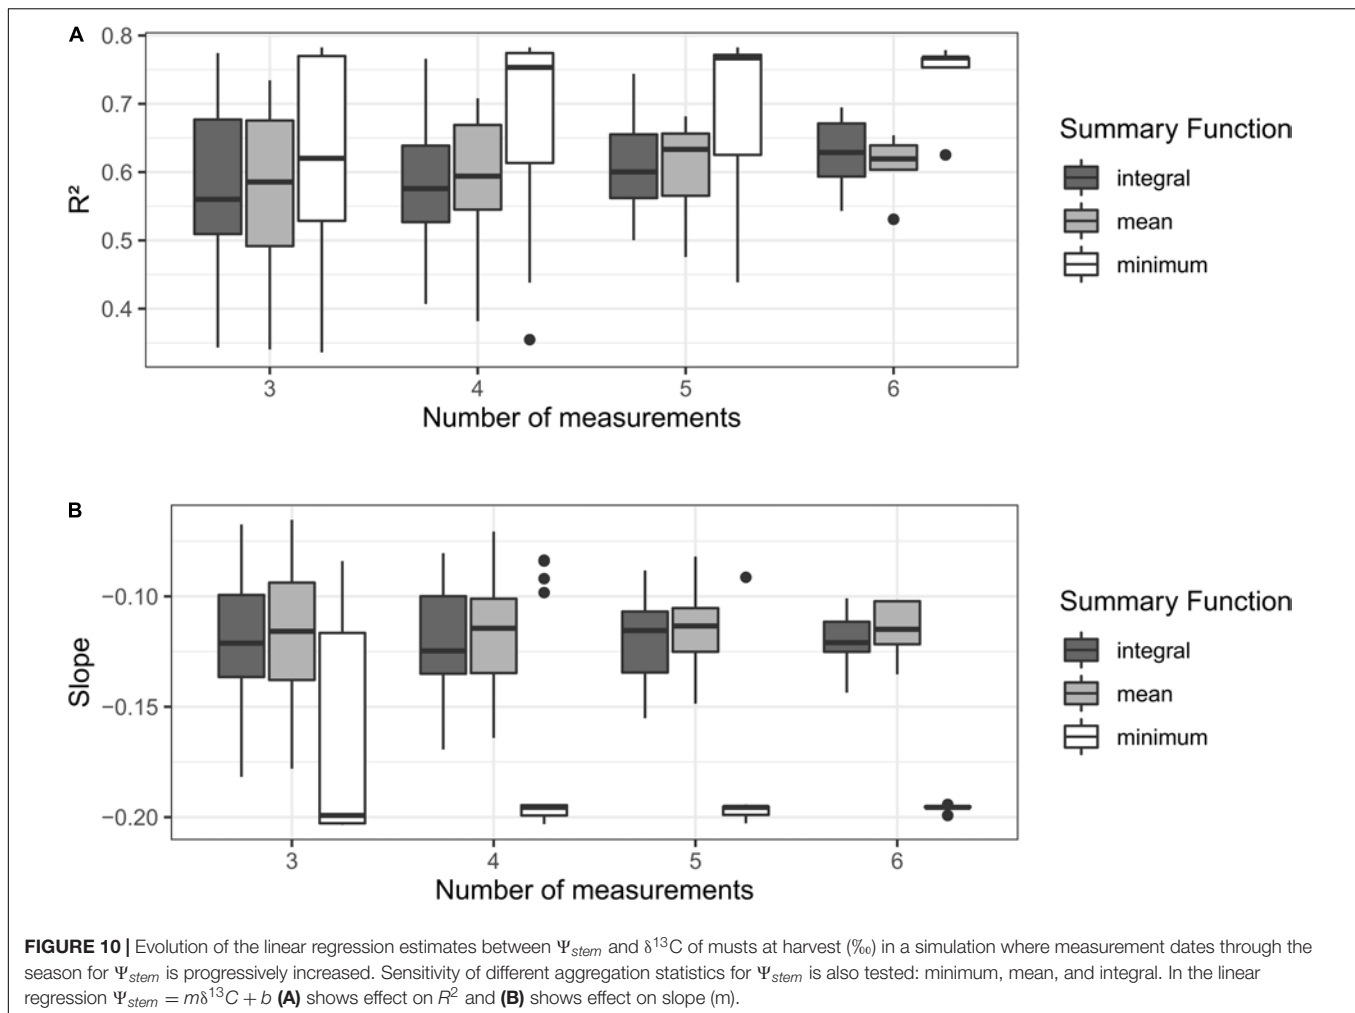 A
R²
0.8
0.7
0.6
0.5
0.4
3 4 5 6
Number of measurements
Summary Function
integral
mean
minimum
B
Slope
−0.10
−0.15
−0.20
3 4 5 6
Number of measurements
Summary Function
integral
mean
minimum
FIGURE 10 | Evolution of the linear regression estimates between Ψstem and δ13C of musts at harvest (‰) in a simulation where measurement dates through the
season for Ψstem is progressively increased. Sensitivity of different aggregation statistics for Ψstem is also tested: minimum, mean, and integral. In the linear
regression Ψstem = mδ13C + b (A) shows effect on R2 and (B) shows effect on slope (m).